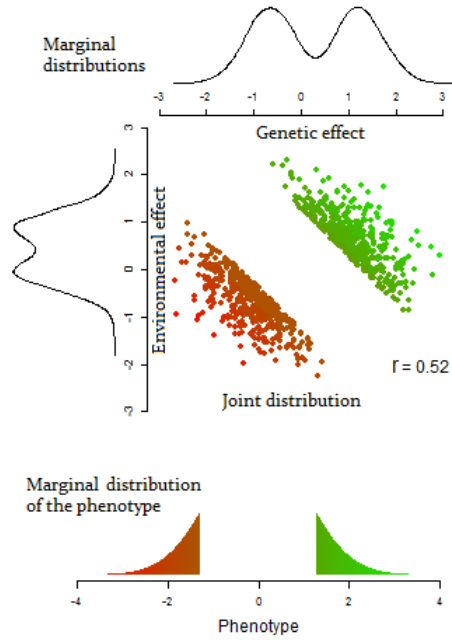 Marginal
distributions
-3 -2 -1 0 1 2 3
Genetic effect
Environmental effect
3
2
1
0
-1
-2
-3
r = 0.52
Joint distribution
Marginal distribution
of the phenotype
-4 -2 0 2 4
Phenotype